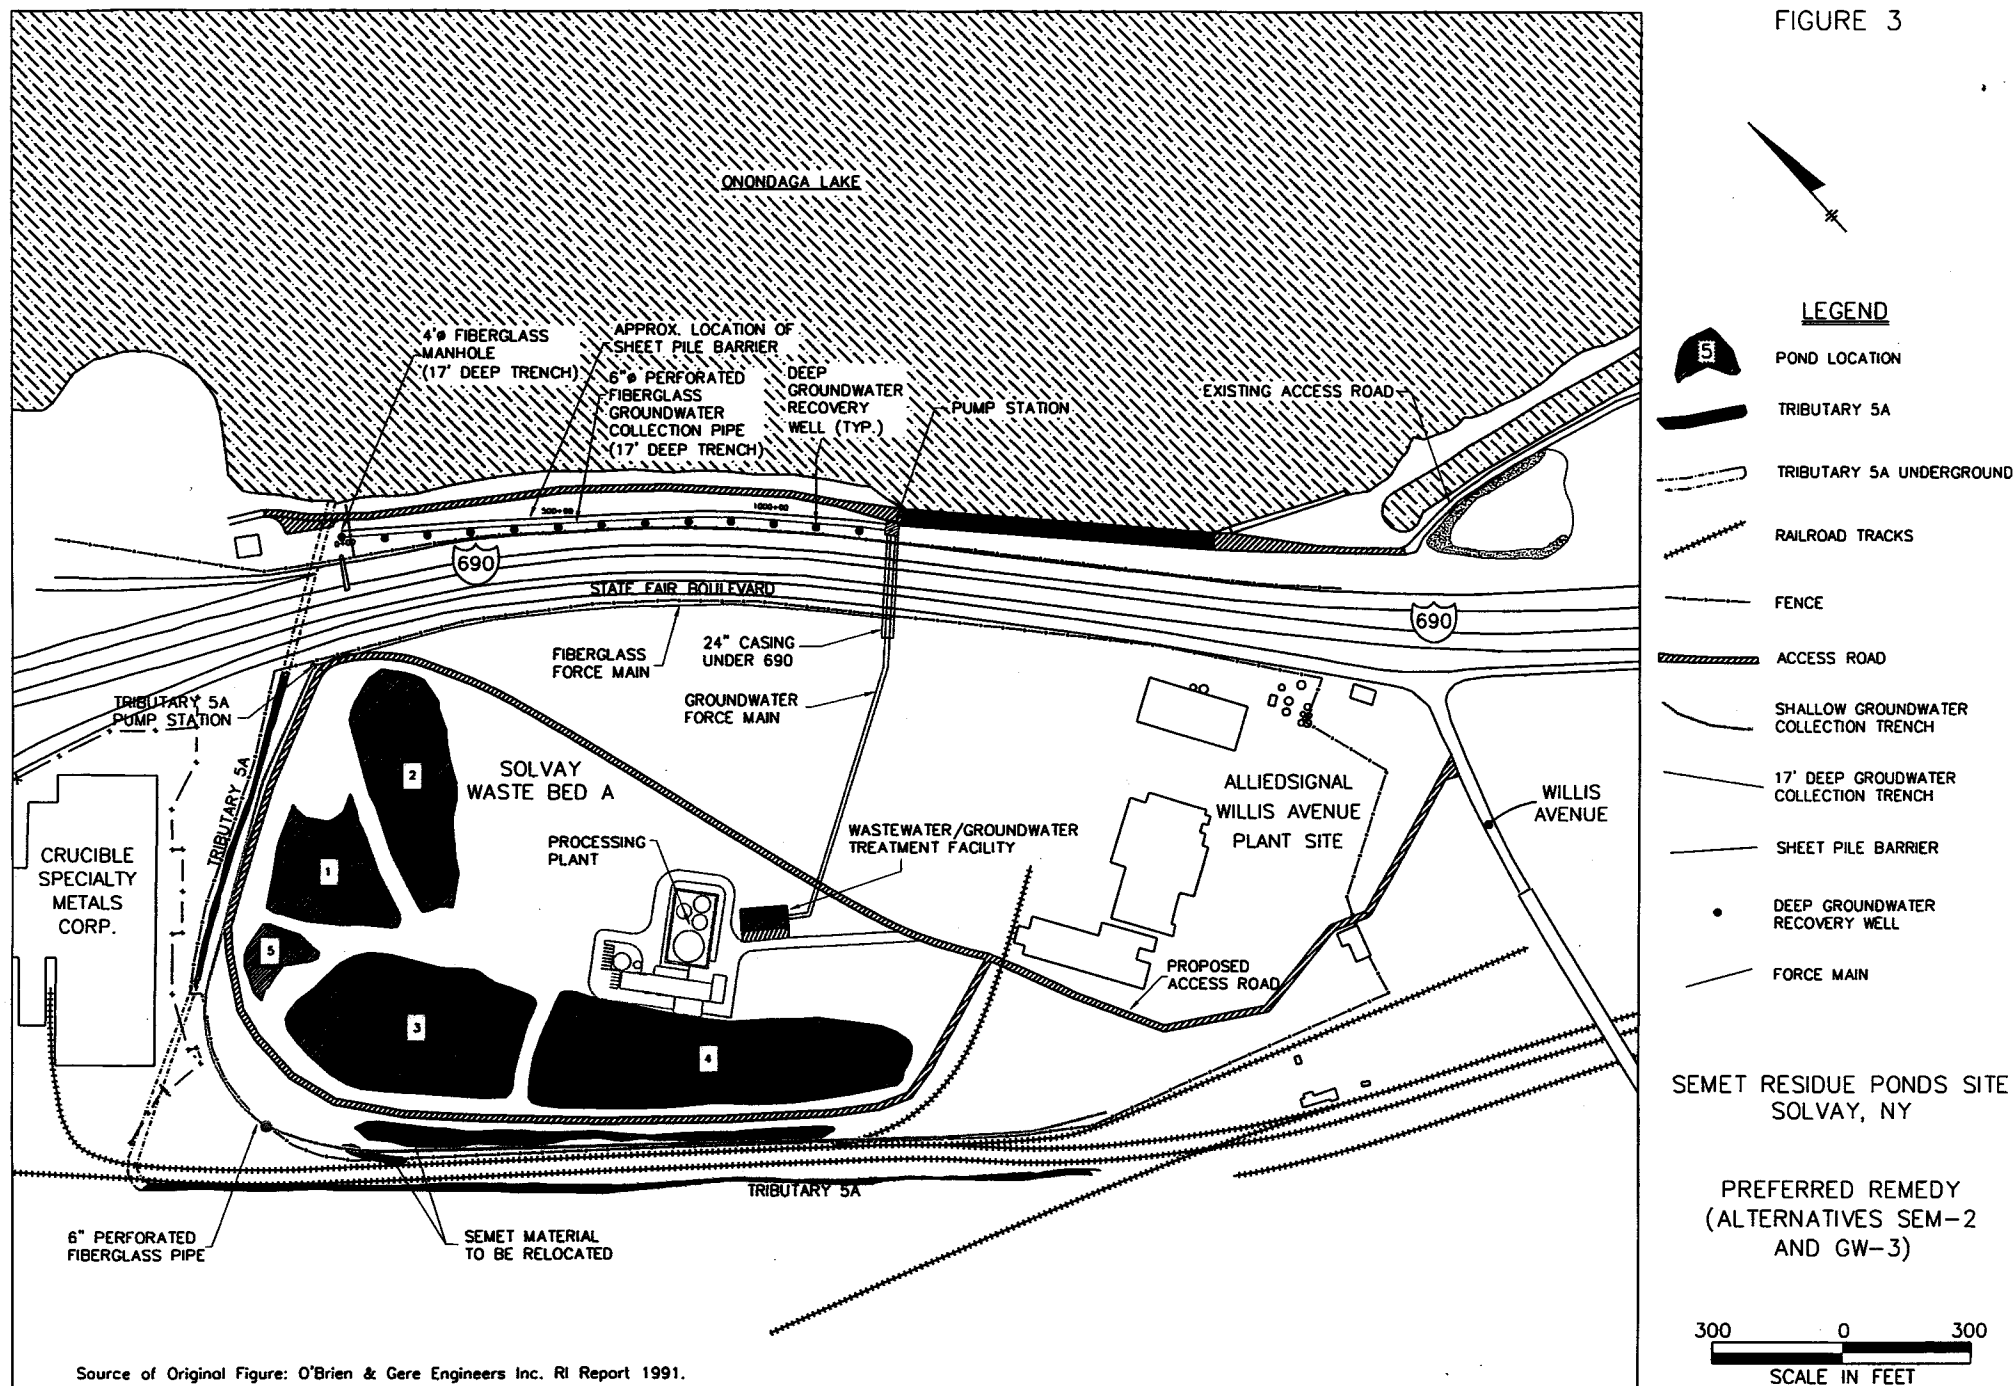 FIGURE 3
ONONDAGA LAKE
4'ø FIBERGLASS
MANHOLE
(17' DEEP TRENCH)
APPROX. LOCATION OF
SHEET PILE BARRIER
6"ø PERFORATED
FIBERGLASS
GROUNDWATER
COLLECTION PIPE
(17' DEEP TRENCH)
DEEP
GROUNDWATER
RECOVERY
WELL (TYP.)
PUMP STATION
EXISTING ACCESS ROAD
500+00
1000+00
690
STATE FAIR BOULEVARD
690
FIBERGLASS
FORCE MAIN
24" CASING
UNDER 690
GROUNDWATER
FORCE MAIN
TRIBUTARY 5A
PUMP STATION
TRIBUTARY 5A
SOLVAY
WASTE BED A
2
1
5
3
4
PROCESSING
PLANT
WASTEWATER/GROUNDWATER
TREATMENT FACILITY
ALLIEDSIGNAL
WILLIS AVENUE
PLANT SITE
WILLIS
AVENUE
CRUCIBLE
SPECIALTY
METALS
CORP.
PROPOSED
ACCESS ROAD
TRIBUTARY 5A
6" PERFORATED
FIBERGLASS PIPE
SEMET MATERIAL
TO BE RELOCATED
Source of Original Figure: O'Brien & Gere Engineers Inc. RI Report 1991.
LEGEND
5
POND LOCATION
TRIBUTARY 5A
TRIBUTARY 5A UNDERGROUND
RAILROAD TRACKS
FENCE
ACCESS ROAD
SHALLOW GROUNDWATER
COLLECTION TRENCH
17' DEEP GROUDWATER
COLLECTION TRENCH
SHEET PILE BARRIER
DEEP GROUNDWATER
RECOVERY WELL
FORCE MAIN
SEMET RESIDUE PONDS SITE
SOLVAY, NY
PREFERRED REMEDY
(ALTERNATIVES SEM-2
AND GW-3)
300 0 300
SCALE IN FEET